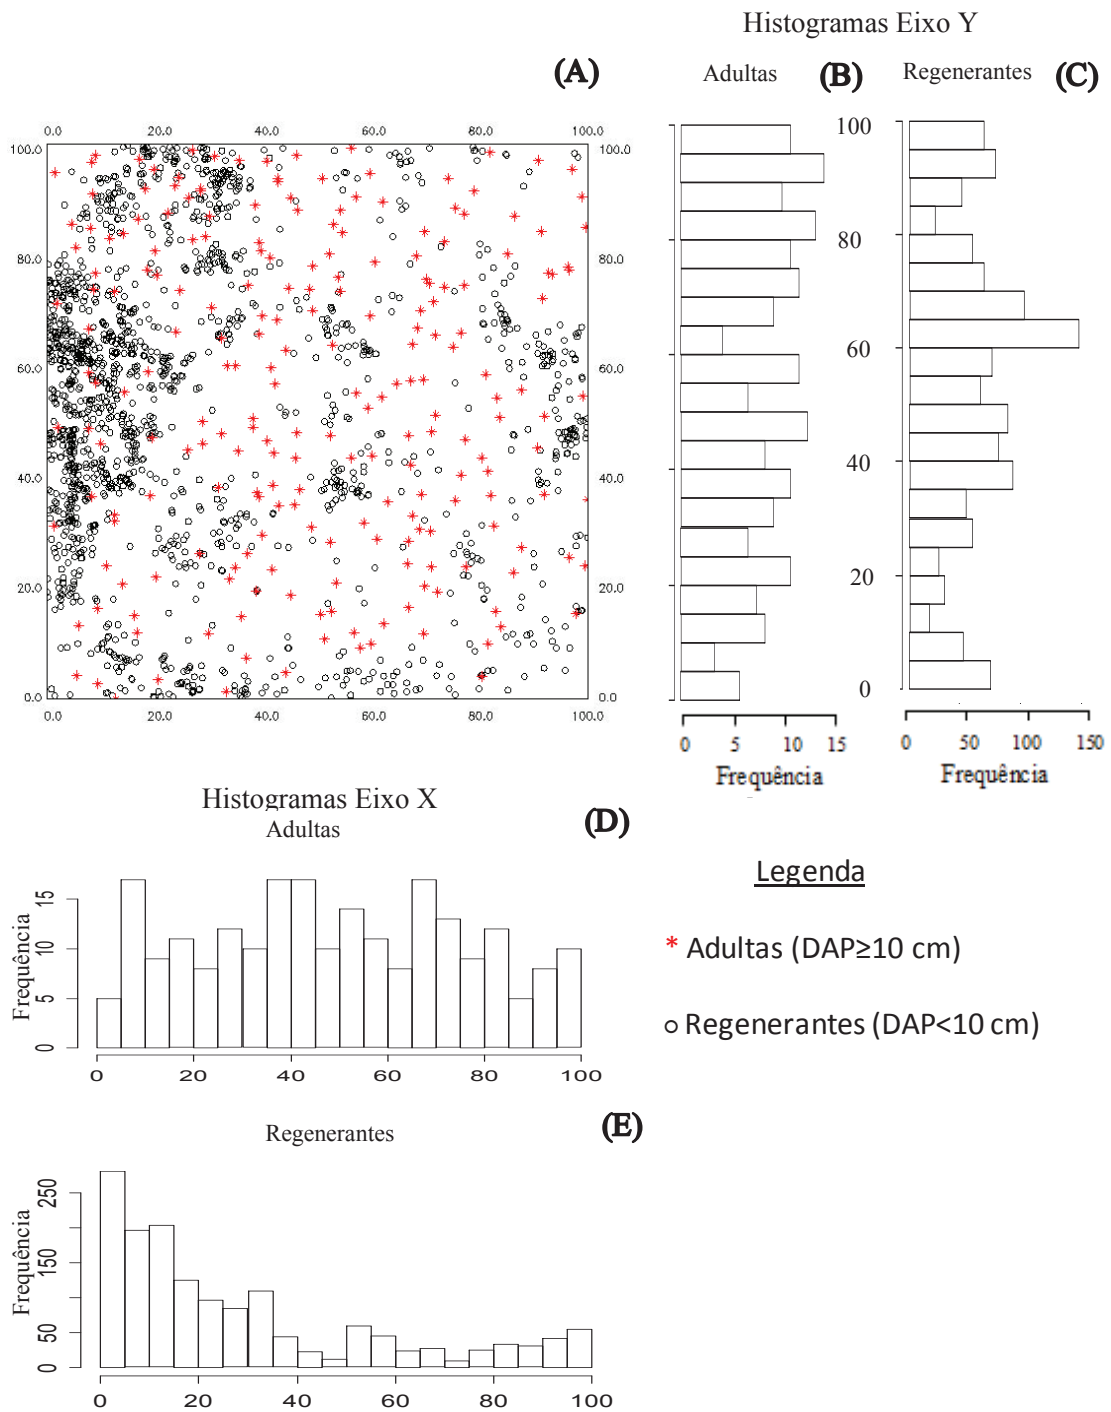 Histogramas Eixo Y
(A)
Adultas
(B)
Regenerantes
(C)
0.0 20.0 40.0 60.0 80.0 100.0
100.0 100.0
80.0 80.0
60.0 60.0
40.0 40.0
20.0 20.0
0.0 0.0
0.0 20.0 40.0 60.0 80.0 100.0
100
80
60
40
20
0
0 5 10 15
Frequência
0 50 100 150
Frequência
Histogramas Eixo X
(D)
Adultas
Frequência
0 5 10 15
0 20 40 60 80 100
Legenda
* Adultas (DAP≥10 cm)
Regenerantes (DAP<10 cm)
Regenerantes
(E)
Frequência
0 50 150 250
0 20 40 60 80 100